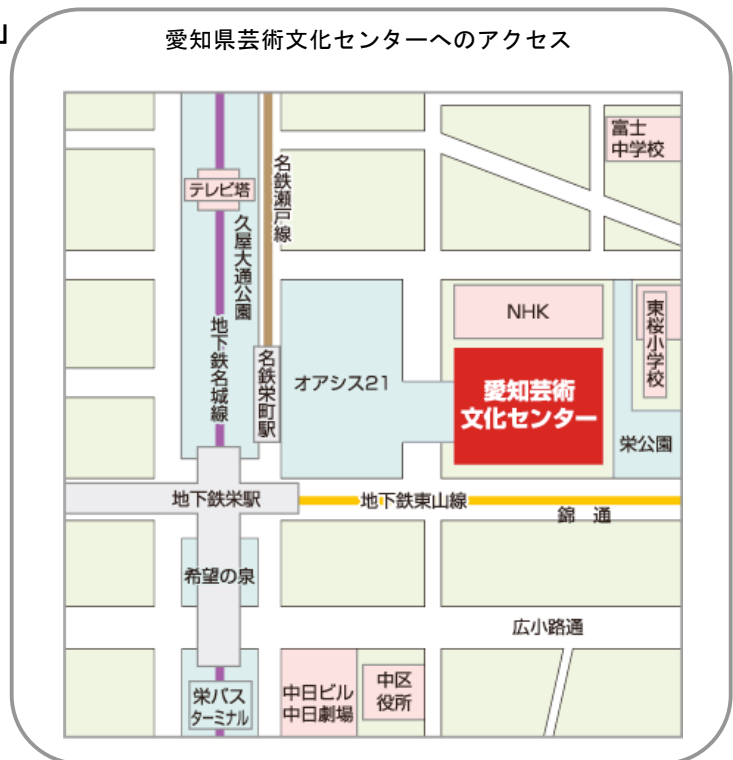 」
愛知県芸術文化センターへのアクセス
富士
中学校
テレビ塔
名鉄瀬戸線
久屋大通公園
NHK
東桜小学校
地下鉄名城線
名鉄栄町駅
オアシス21
愛知芸術
文化センター
栄公園
地下鉄栄駅
地下鉄東山線
錦 通
希望の泉
広小路通
栄バス
ターミナル
中日ビル
中日劇場
中区
役所